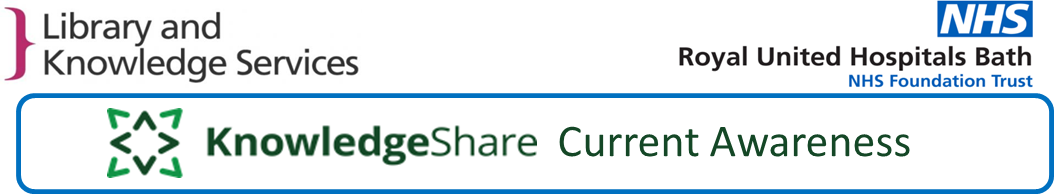 Library and
Knowledge Services
NHS
Royal United Hospitals Bath
NHS Foundation Trust
KnowledgeShare Current Awareness